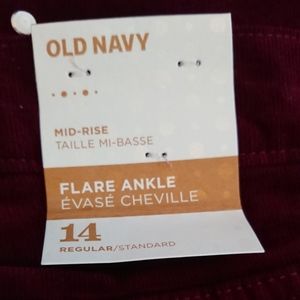 OLD NAVY
MID-RISE
TAILLE MI-BASSE
FLARE ANKLE
ÉVASÉ CHEVILLE
14
REGULAR/STANDARD